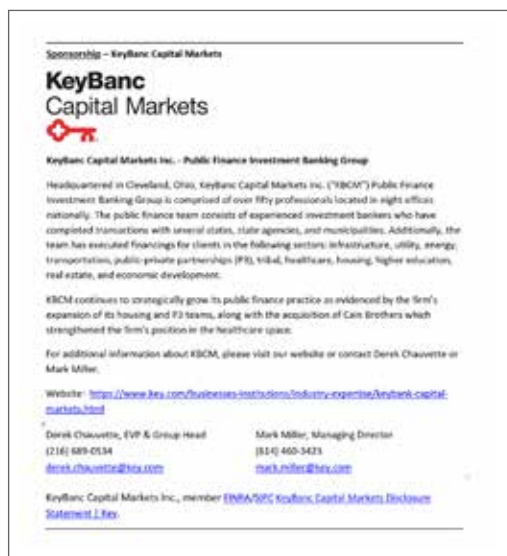 Sponsorship – KeyBanc Capital Markets
KeyBanc
Capital Markets
KeyBanc Capital Markets Inc. - Public Finance Investment Banking Group
Headquartered in Cleveland, Ohio, KeyBanc Capital Markets Inc. ("KBCM") Public Finance
Investment Banking Group is comprised of over fifty professionals located in eight offices
nationally. The public finance team consists of experienced investment bankers who have
completed transactions with several states, state agencies, and municipalities. Additionally, the
team has executed financings for clients in the following sectors: infrastructure, utility, energy,
transportation, public-private partnerships (P3), tribal, healthcare, housing, higher education,
real estate, and economic development.
KBCM continues to strategically grow its public finance practice as evidenced by the firm's
expansion of its housing and P3 teams, along with the acquisition of Cain Brothers which
strengthened the firm's position in the healthcare space.
For additional information about KBCM, please visit our website or contact Derek Chauvette or
Mark Miller.
Website: https://www.key.com/businesses-institutions/industry-expertise/keybank-capital-
markets.html
Derek Chauvette, EVP & Group Head Mark Miller, Managing Director
(216) 689-0534 (614) 460-3423
derek.chauvette@key.com mark.miller@key.com
KeyBanc Capital Markets Inc., member FINRA/SIPC KeyBanc Capital Markets Disclosure
Statement | Key.